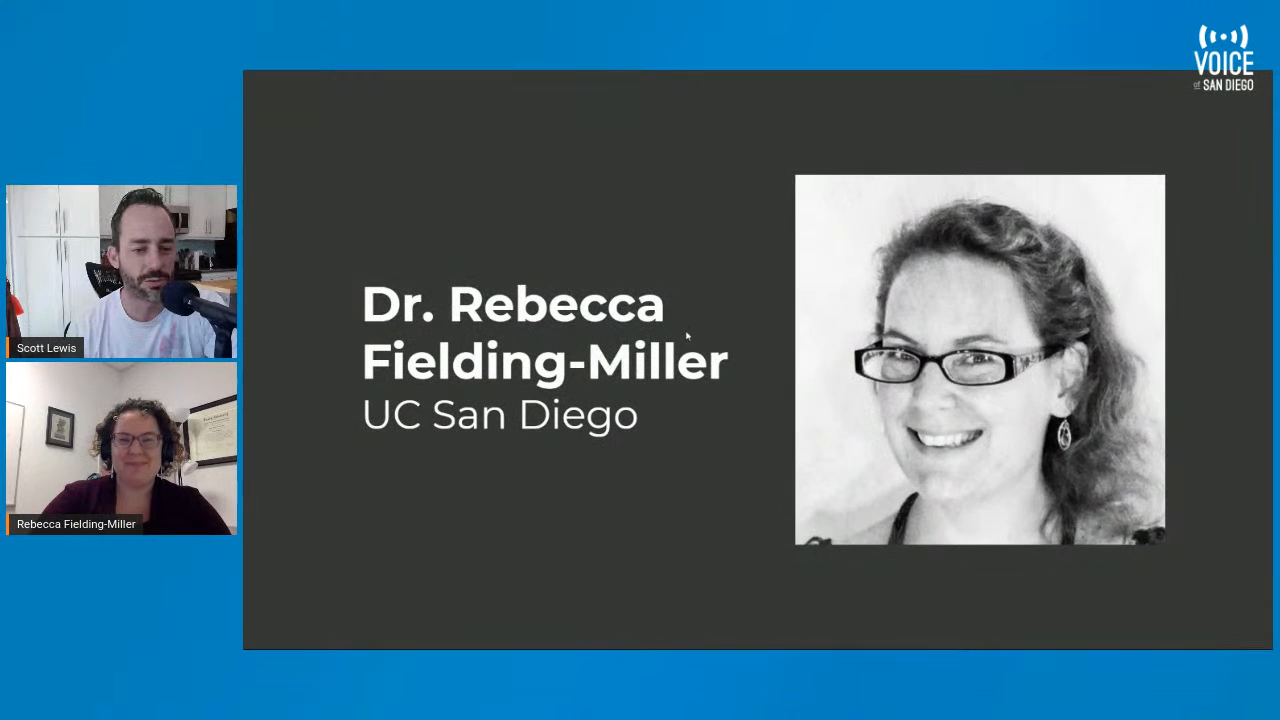 VOICE
of SAN DIEGO
Scott Lewis
Rebecca Fielding-Miller
Dr. Rebecca
Fielding-Miller
UC San Diego